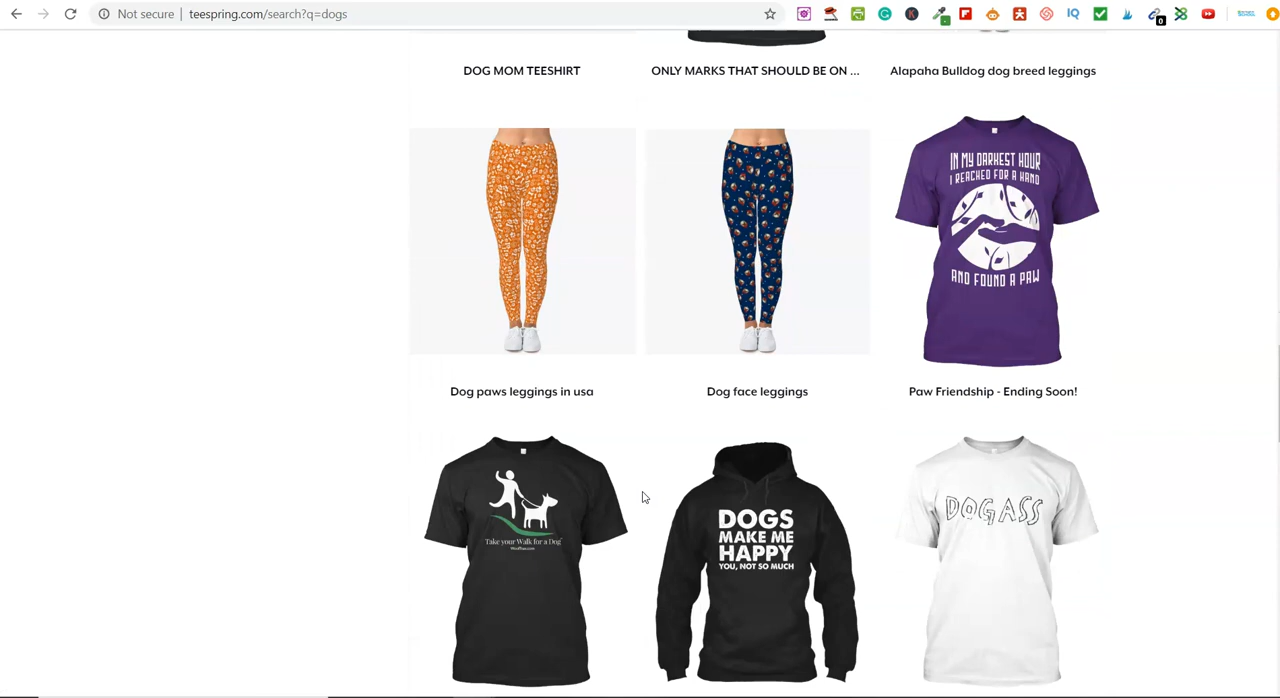 Not secure | teespring.com/search?q=dogs
DOG MOM TEESHIRT
ONLY MARKS THAT SHOULD BE ON ...
Alapaha Bulldog dog breed leggings
IN MY DARKEST HOUR
I REACHED FOR A HAND
AND FOUND A PAW
Dog paws leggings in usa
Dog face leggings
Paw Friendship - Ending Soon!
Take your Walk for a Dog
DOGS
MAKE ME
HAPPY
YOU, NOT SO MUCH
DOGASS